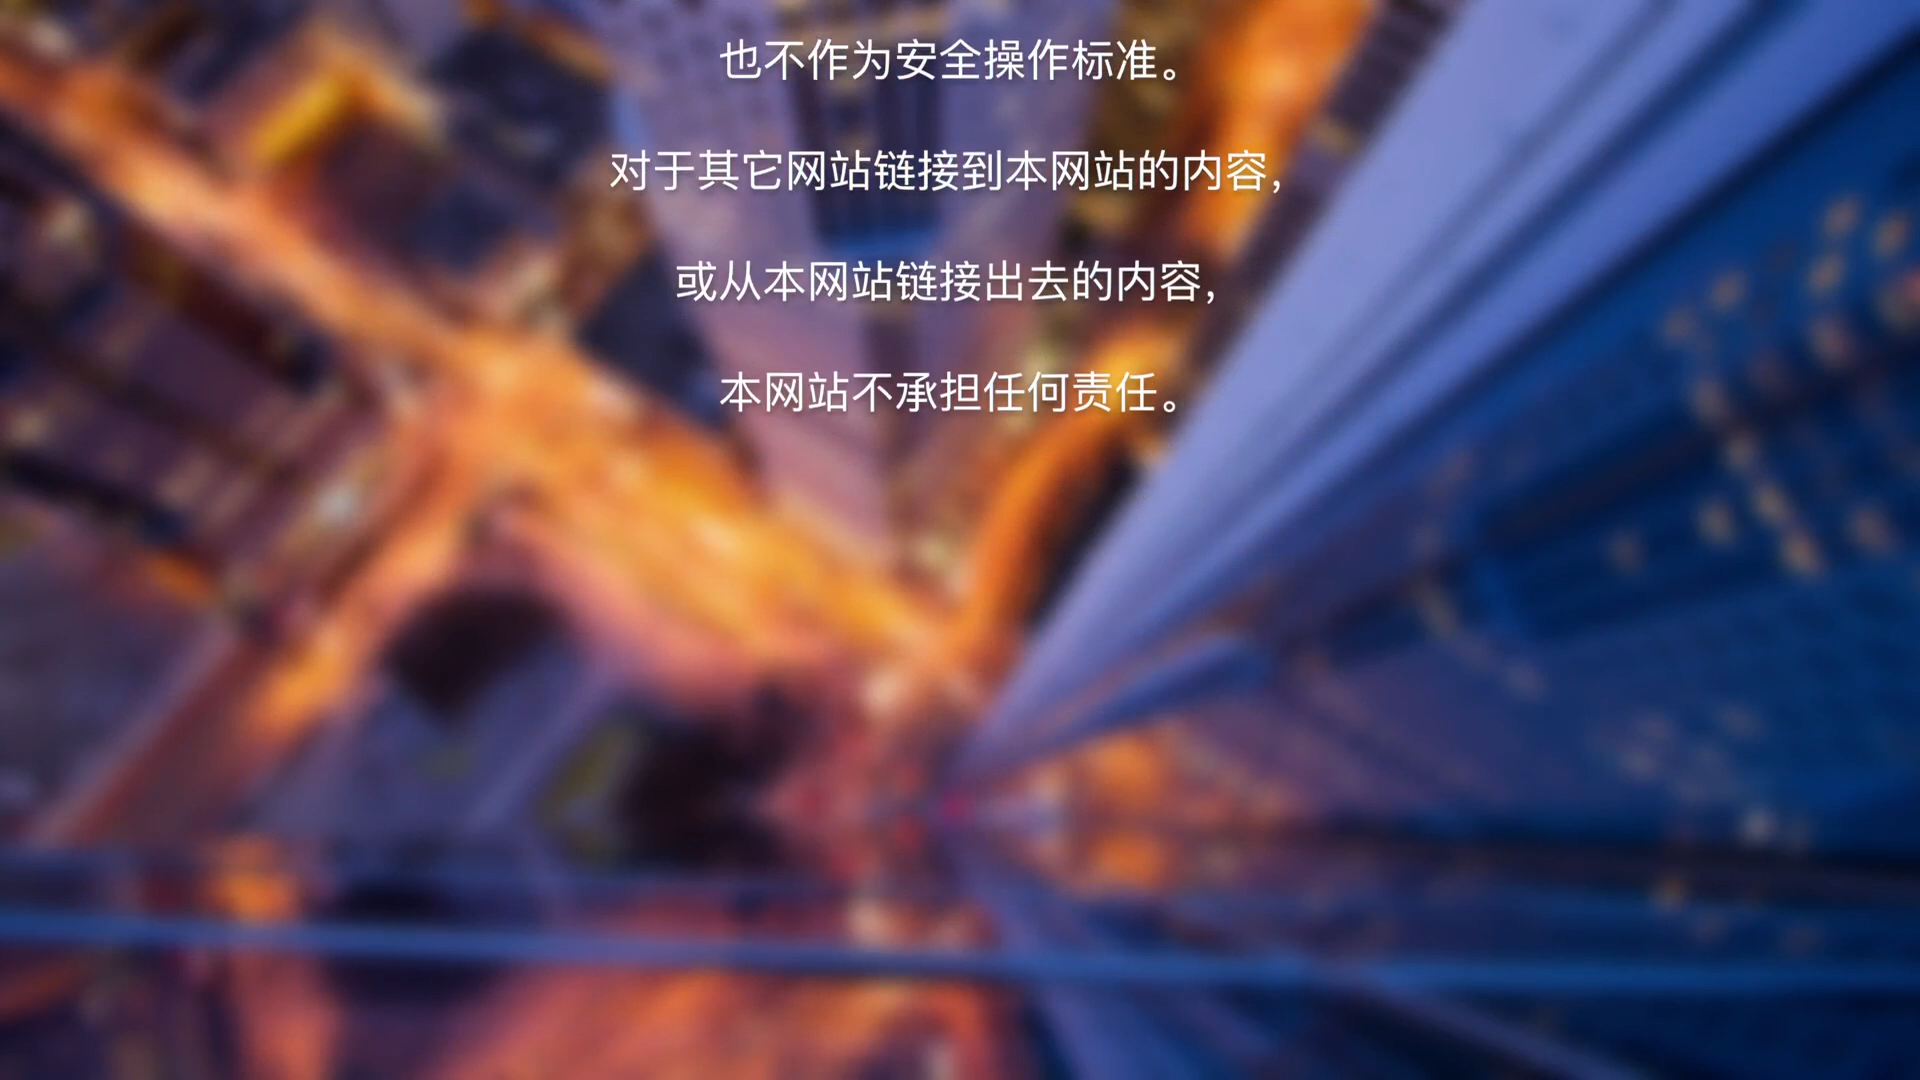 也不作为安全操作标准。
对于其它网站链接到本网站的内容，
或从本网站链接出去的内容，
本网站不承担任何责任。